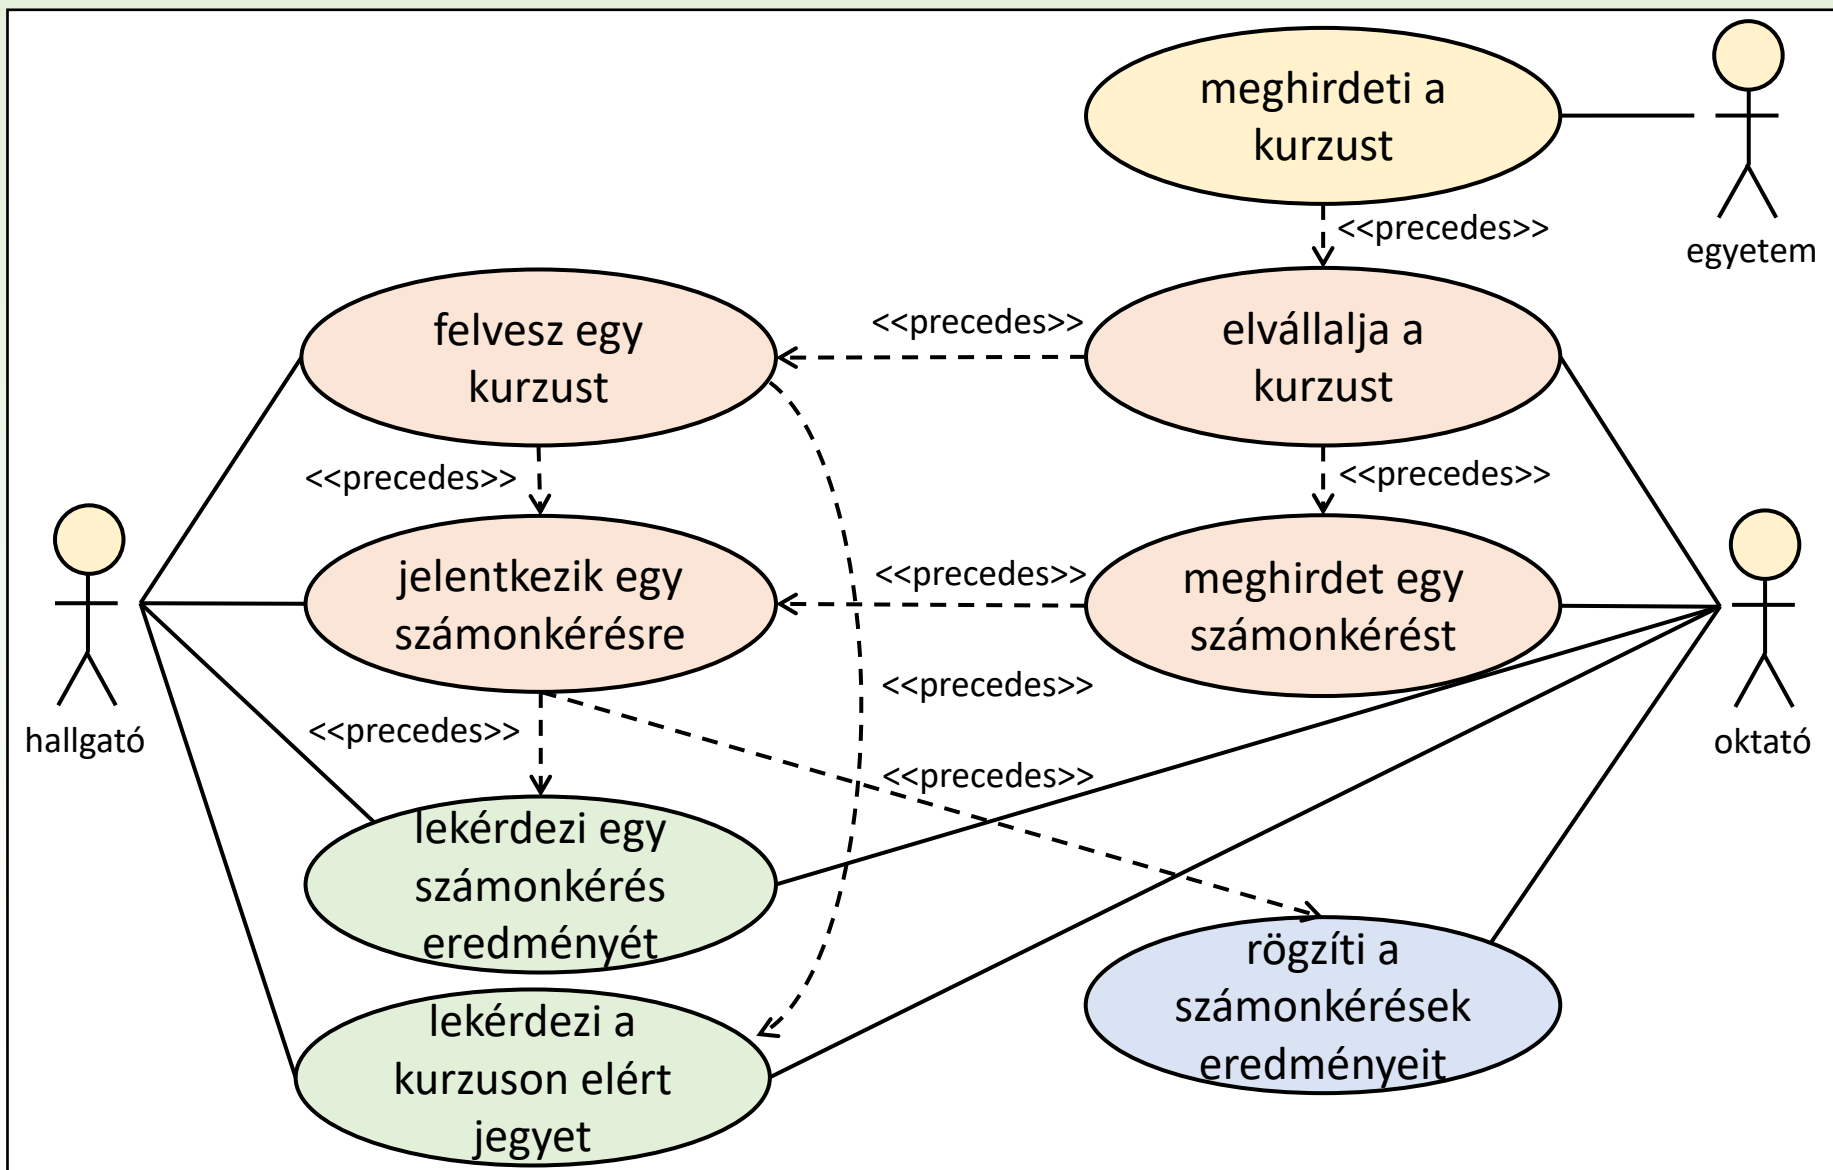 meghirdeti a
kurzust
<<precedes>>
egyetem
felvesz egy
kurzust
<<precedes>>
elvállalja a
kurzust
<<precedes>>
<<precedes>>
jelentkezik egy
számonkérésre
<<precedes>>
meghirdet egy
számonkérést
hallgató
oktató
<<precedes>>
<<precedes>>
<<precedes>>
lekérdezi egy
számonkérés
eredményét
rögzíti a
számonkérések
eredményeit
lekérdezi a
kurzuson elért
jegyet